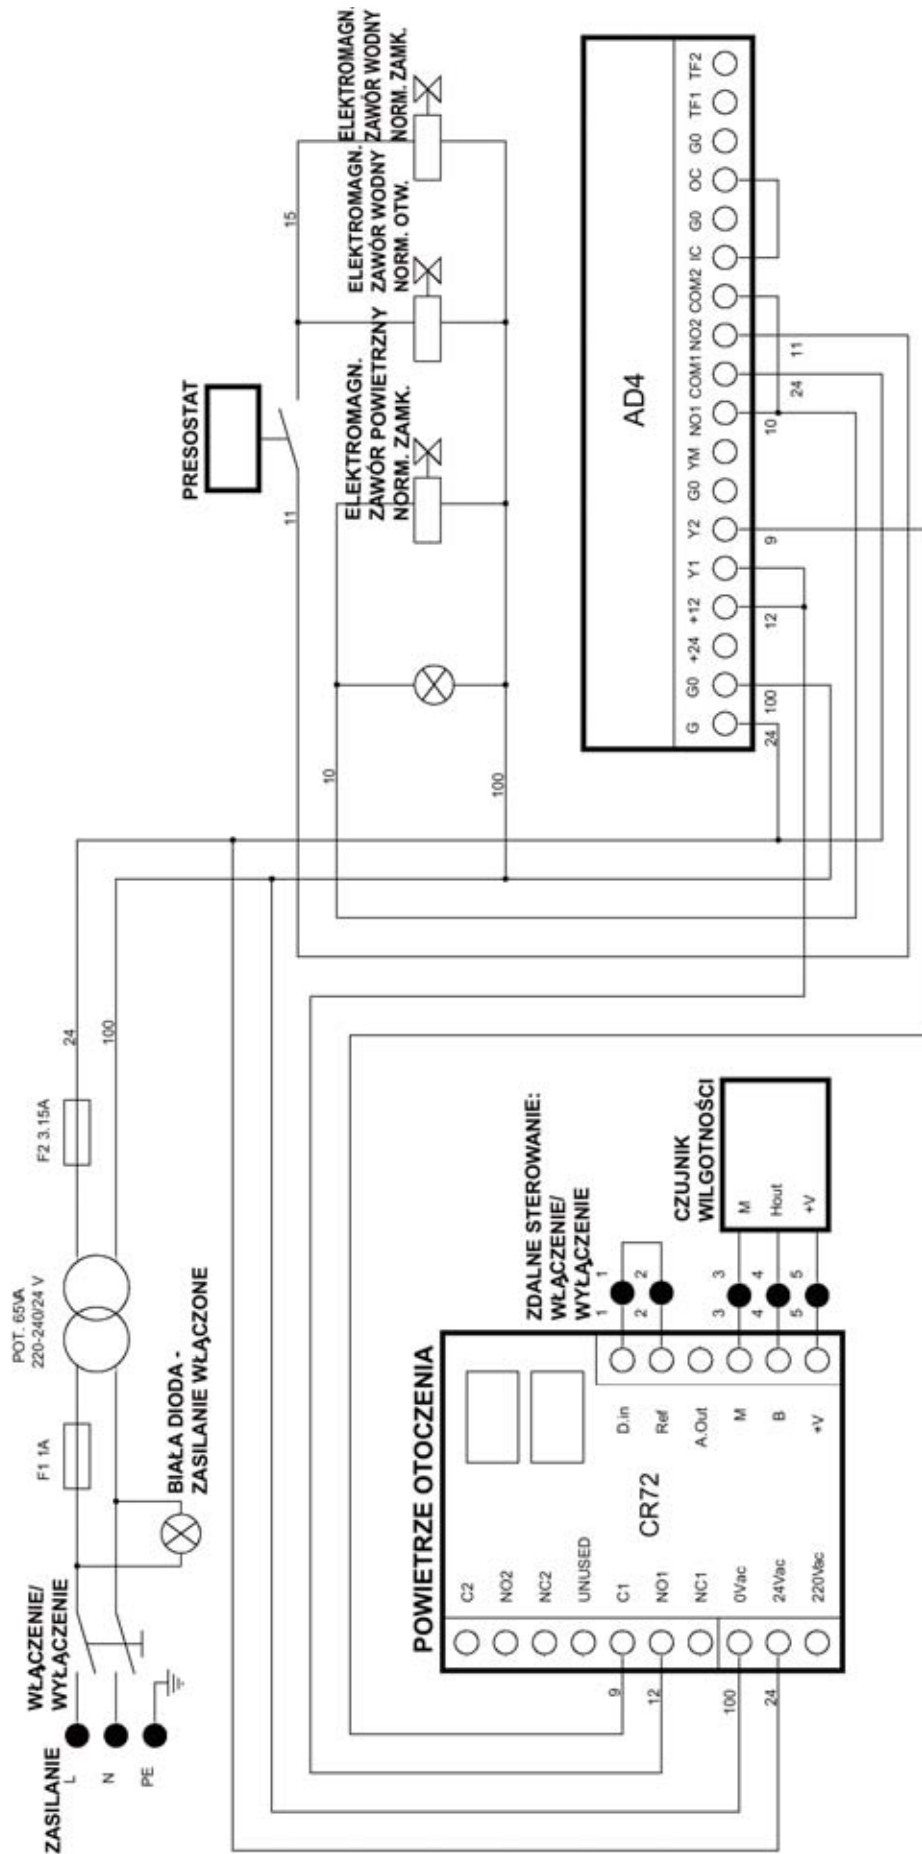 ZASILANIE
L
N
PE
WŁĄCZENIE/
WYŁĄCZENIE
F1 1A
BIAŁA DIODA -
ZASILANIE WŁĄCZONE
POT. 65VA
220-240/24 V
F2 3.15A
24
100
10
100
11
15
PRESOSTAT
ELEKTROMAGN.
ZAWÓR POWIETRZNY
NORM. ZAMK.
ELEKTROMAGN.
ZAWÓR WODNY
NORM. OTW.
ELEKTROMAGN.
ZAWÓR WODNY
NORM. ZAMK.
POWIETRZE OTOCZENIA
CR72
C2
NO2
NC2
UNUSED
C1
NO1
NC1
0Vac
24Vac
220Vac
9
12
100
24
D.in
Ref
A.Out
M
B
+V
1
2
3
4
5
1
2
3
4
5
ZDALNE STEROWANIE:
WŁĄCZENIE/
WYŁĄCZENIE
CZUJNIK
WILGOTNOŚCI
M
Hout
+V
AD4
G
G0
+24
+12
Y1
Y2
G0
YM
NO1
COM1
NO2
COM2
IC
G0
OC
G0
TF1
TF2
24
100
12
9
10
24
11